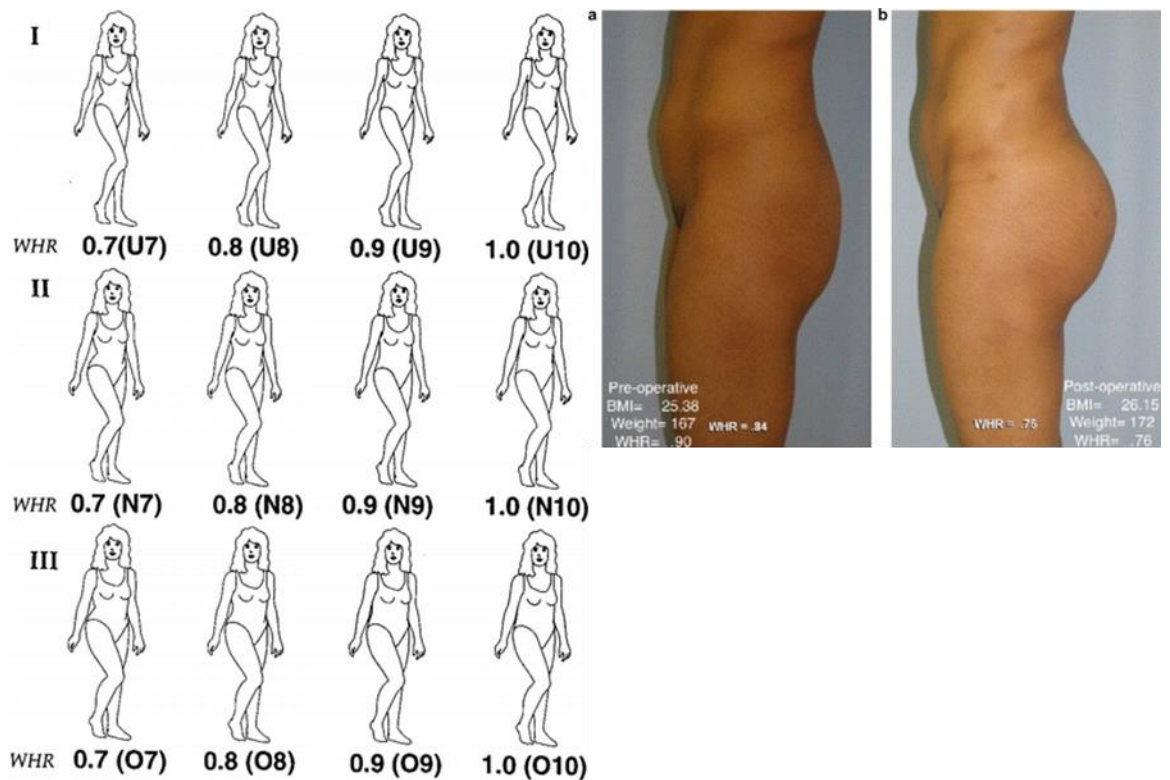 I
WHR 0.7(U7) 0.8 (U8) 0.9 (U9) 1.0 (U10)
II
WHR 0.7 (N7) 0.8 (N8) 0.9 (N9) 1.0 (N10)
III
WHR 0.7 (O7) 0.8 (O8) 0.9 (O9) 1.0 (O10)
a
Pre-operative
BMI= 25.38
Weight= 167
WHR= .90
WHR = .84
b
Post-operative
BMI= 26.15
Weight= 172
WHR= .76
WHR = .75